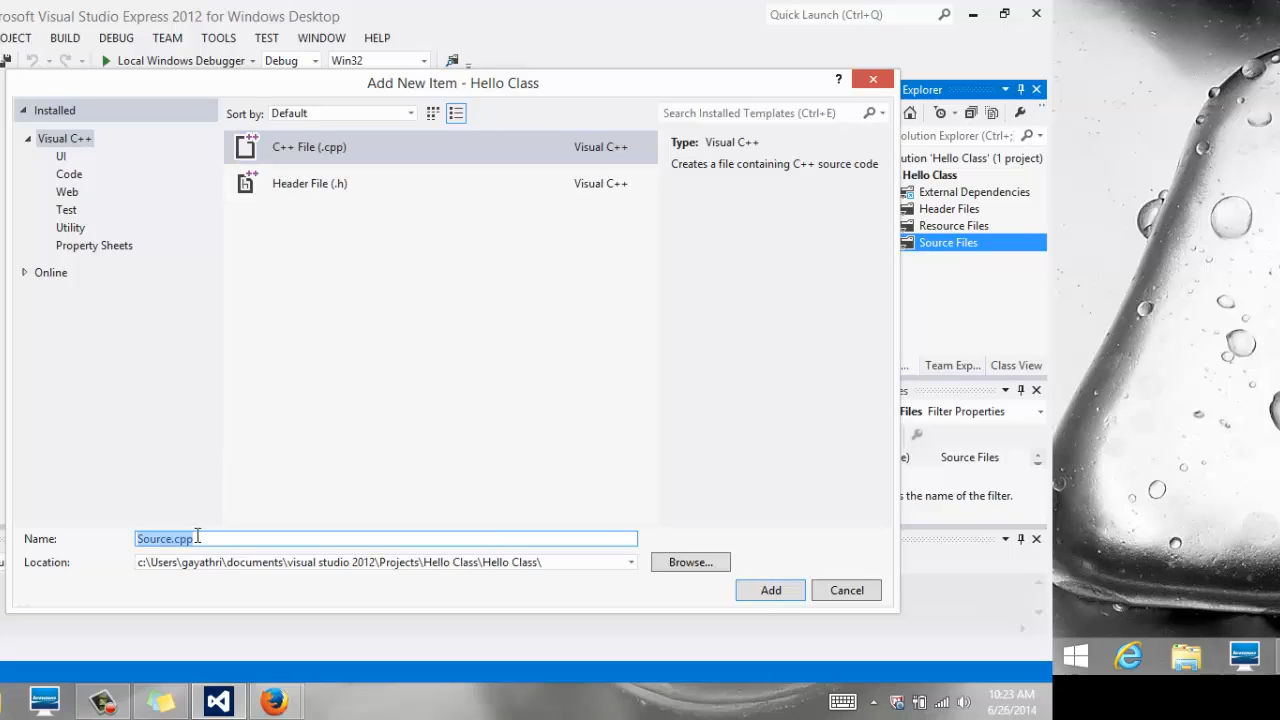 rosoft Visual Studio Express 2012 for Windows Desktop
Quick Launch (Ctrl+Q)
OJECT BUILD DEBUG TEAM TOOLS TEST WINDOW HELP
Local Windows Debugger Debug Win32
Add New Item - Hello Class
?
Explorer
Installed
Sort by: Default
Search Installed Templates (Ctrl+E)
Visual C++
UI
Code
Web
Test
Utility
Property Sheets
Online
C++ File (.cpp) Visual C++
Header File (.h) Visual C++
Type: Visual C++
Creates a file containing C++ source code
olution Explorer (Ctrl+;
ution 'Hello Class' (1 project)
Hello Class
External Dependencies
Header Files
Resource Files
Source Files
... Team Exp... Class View
es
Files Filter Properties
e) Source Files
s the name of the filter.
Name: Source.cpp
Location: c:\Users\gayathri\documents\visual studio 2012\Projects\Hello Class\Hello Class\
Browse...
Add Cancel
10:23 AM
6/26/2014